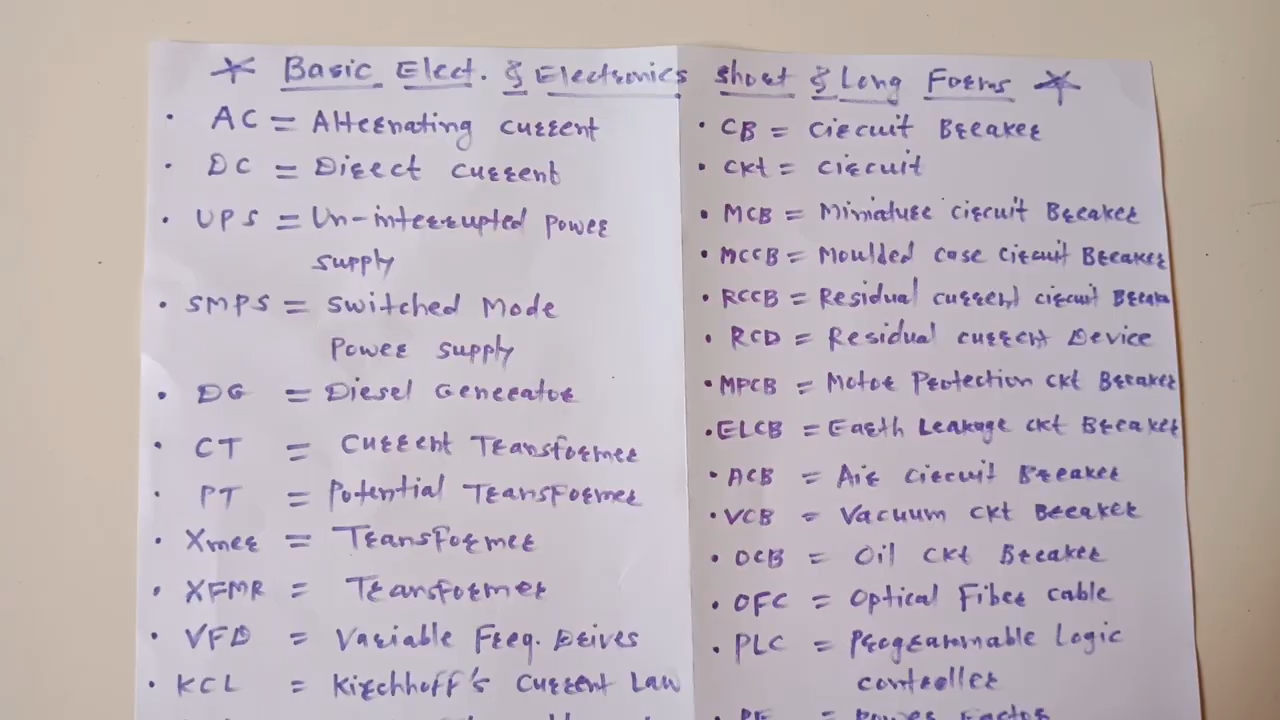 * Basic Elect. & Electronics Short & Long Forms *
• AC = Alternating current
• DC = Direct current
• UPS = Un-interrupted Power
supply
• SMPS = Switched Mode
Power supply
• DG = Diesel Generator
• CT = Current Transformer
• PT = Potential Transformer
• Xmer = Transformer
• XFMR = Transformer
• VFD = Variable Freq. Drives
• KCL = Kirchhoff's Current Law
• CB = Circuit Breaker
• Ckt = Circuit
• MCB = Miniature Circuit Breaker
• MCCB = Moulded case circuit Breaker
• RCCB = Residual current circuit Breaker
• RCD = Residual current Device
• MPCB = Motor Protection ckt Breaker
• ELCB = Earth Leakage ckt Breaker
• ACB = Air Circuit Breaker
• VCB = Vacuum ckt Breaker
• OCB = Oil Ckt Breaker
• OFC = Optical Fiber cable
• PLC = Programmable Logic
controller
PF = Power Factor